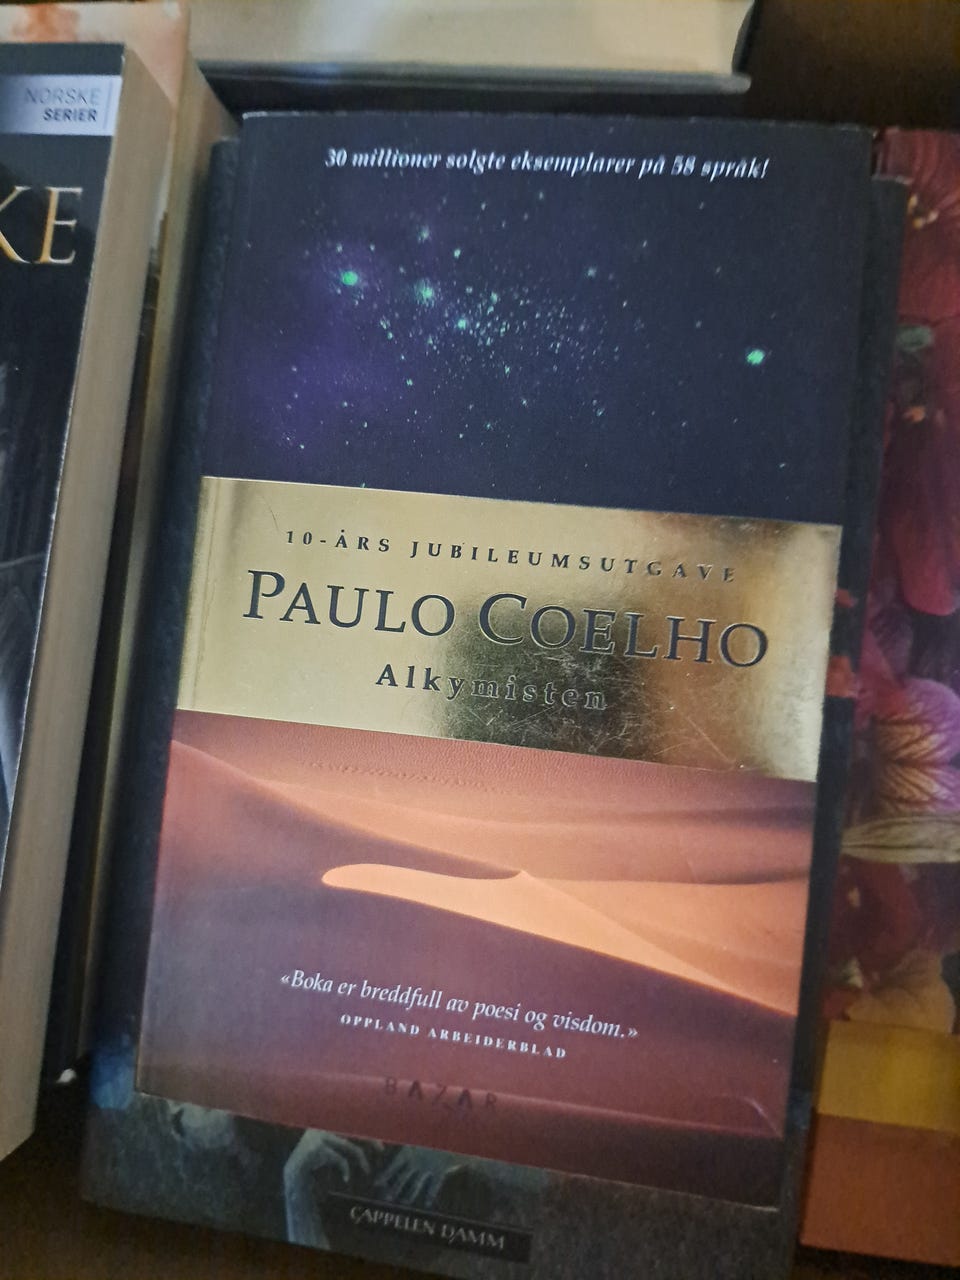 NORSKE
SERIER
KE
30 millioner solgte eksemplarer på 58 språk!
10-ÅRS JUBILEUMSUTGAVE
PAULO COELHO
Alkymisten
«Boka er breddfull av poesi og visdom.»
OPPLAND ARBEIDERBLAD
BAZAR
CAPPELEN DAMM